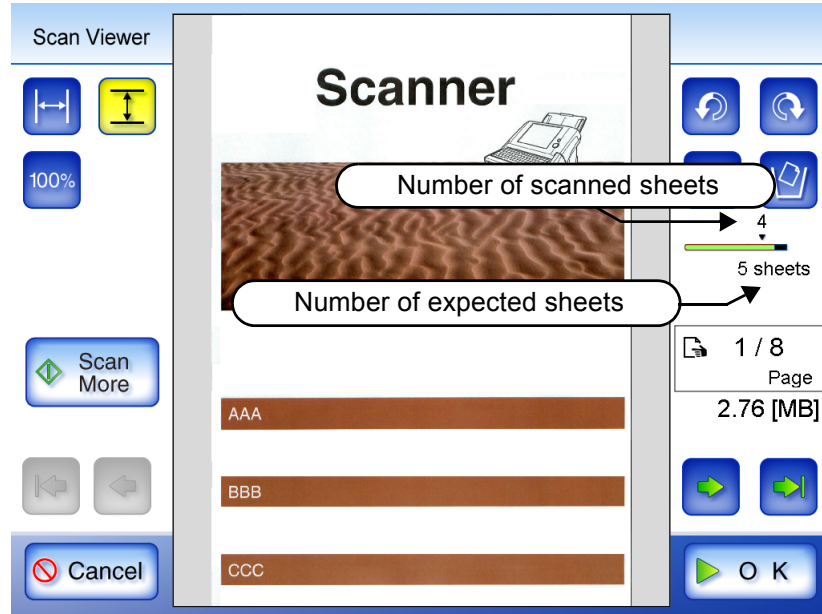 Scan Viewer
Scanner
100%
Number of scanned sheets
4
5 sheets
Number of expected sheets
Scan
More
1 / 8
Page
2.76 [MB]
AAA
BBB
CCC
Cancel
O K